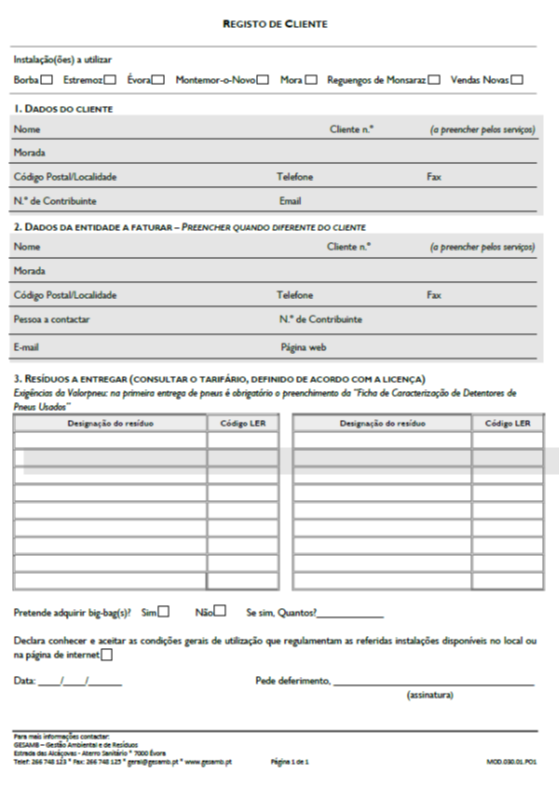 REGISTO DE CLIENTE
Instalação(ões) a utilizar
Borba Estremoz Évora Montemor-o-Novo Mora Reguengos de Monsaraz Vendas Novas
1. DADOS DO CLIENTE
Nome Cliente n.º (a preencher pelos serviços)
Morada
Código Postal/Localidade Telefone Fax
N.º de Contribuinte Email
2. DADOS DA ENTIDADE A FATURAR – PREENCHER QUANDO DIFERENTE DO CLIENTE
Nome Cliente n.º (a preencher pelos serviços)
Morada
Código Postal/Localidade Telefone Fax
Pessoa a contactar N.º de Contribuinte
E-mail Página web
3. RESÍDUOS A ENTREGAR (CONSULTAR O TARIFÁRIO, DEFINIDO DE ACORDO COM A LICENÇA)
Exigências da Valorpneu: na primeira entrega de pneus é obrigatório o preenchimento da "Ficha de Caracterização de Detentores de
Pneus Usados"
Designação do resíduo Código LER Designação do resíduo Código LER
Pretende adquirir big-bag(s)? Sim Não Se sim, Quantos?____________
Declara conhecer e aceitar as condições gerais de utilização que regulamentam as referidas instalações disponíveis no local ou
na página de internet
Data: ____/____/______ Pede deferimento, ____________________________________
(assinatura)
Para mais informações contactar:
GESAMB – Gestão Ambiental e de Resíduos
Estrada das Alcáçovas - Aterro Sanitário * 7000 Évora
Telef: 266 748 123 * Fax: 266 748 125 * geral@gesamb.pt * www.gesamb.pt Página 1 de 1 MOD.030.01.PO1